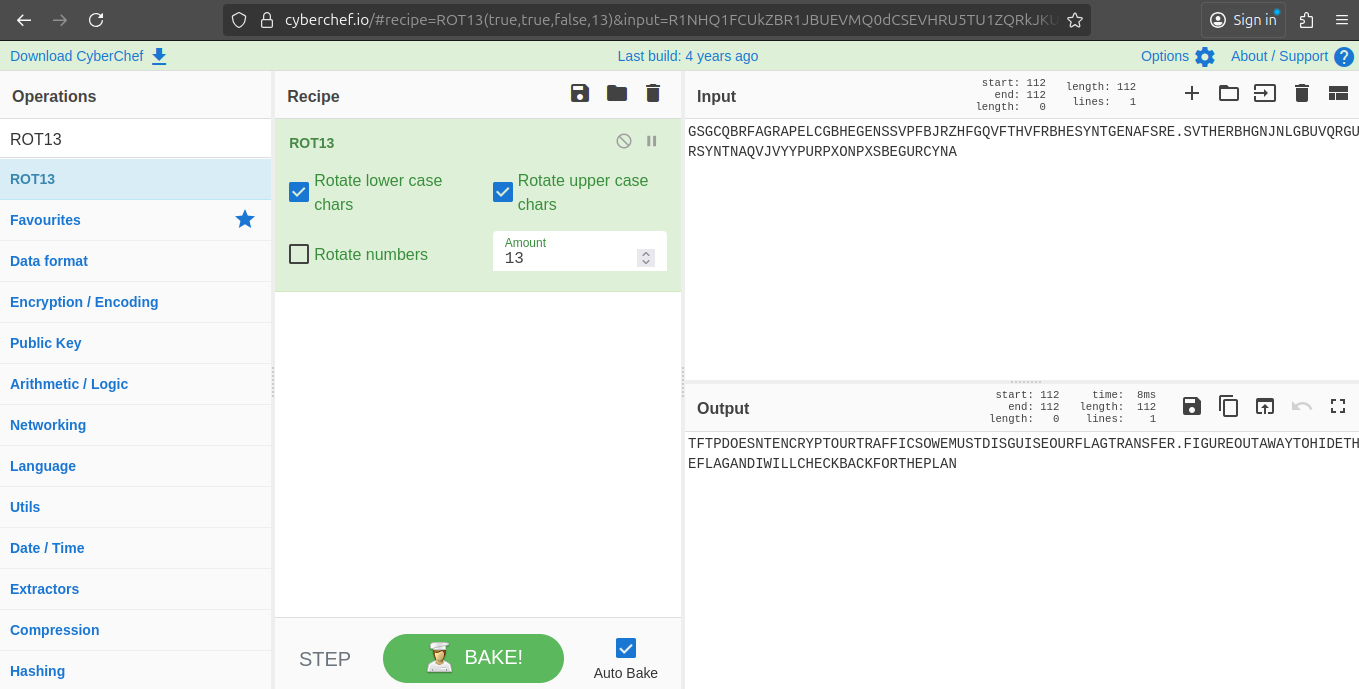 cyberchef.io/#recipe=ROT13(true,true,false,13)&input=R1NHQ1FCUkZBR1JBUEVMQ0dCSEVHRU5TU1ZQRkJKU
Sign in
Download CyberChef
Last build: 4 years ago
Options
About / Support ?
Operations
ROT13
ROT13
Favourites
Data format
Encryption / Encoding
Public Key
Arithmetic / Logic
Networking
Language
Utils
Date / Time
Extractors
Compression
Hashing
Recipe
ROT13
Rotate lower case
chars
Rotate upper case
chars
Rotate numbers
Amount
13
STEP
BAKE!
Auto Bake
Input
start: 112
end: 112
length: 0
length: 112
lines: 1
GSGCQBRFAGRAPELCGBHEGENSSVPFBJRZHFGQVFTHVFRBHESYNTGENAFSRE.SVTHERBHGNJNLGBUVQRGU
RSYNTNAQVJVYYPURPXONPXSBEGURCYNA
Output
start: 112
end: 112
length: 0
time: 8ms
length: 112
lines: 1
TFTPDOESNTENCRYPTOURTRAFFICSOWEMUSTDISGUISEOURFLAGTRANSFER.FIGUREOUTAWAYTOHIDETH
EFLAGANDIWILLCHECKBACKFORTHEPLAN